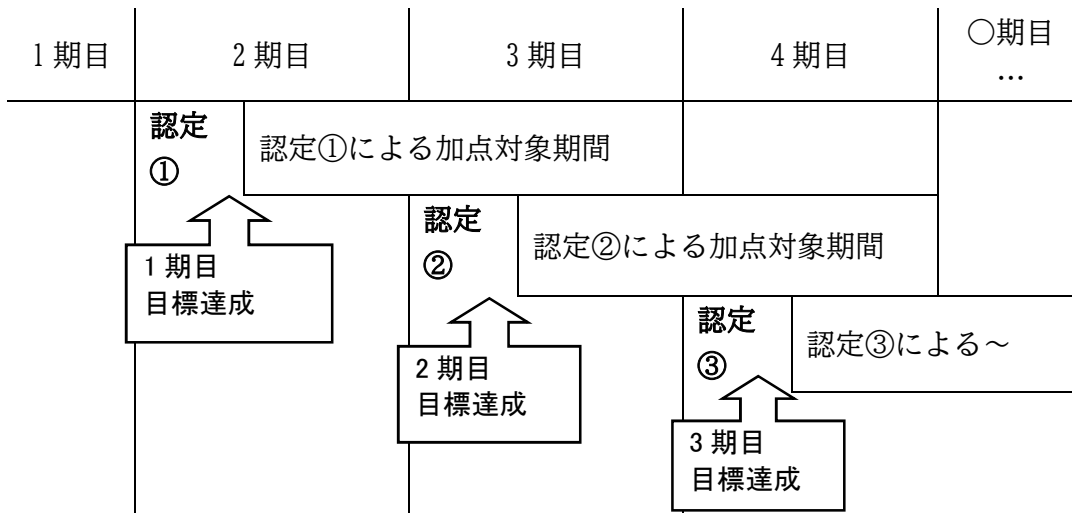 1期目
2期目
3期目
4期目
○期目
…
認定
①
認定①による加点対象期間
1期目
目標達成
認定
②
認定②による加点対象期間
2期目
目標達成
認定
③
認定③による～
3期目
目標達成